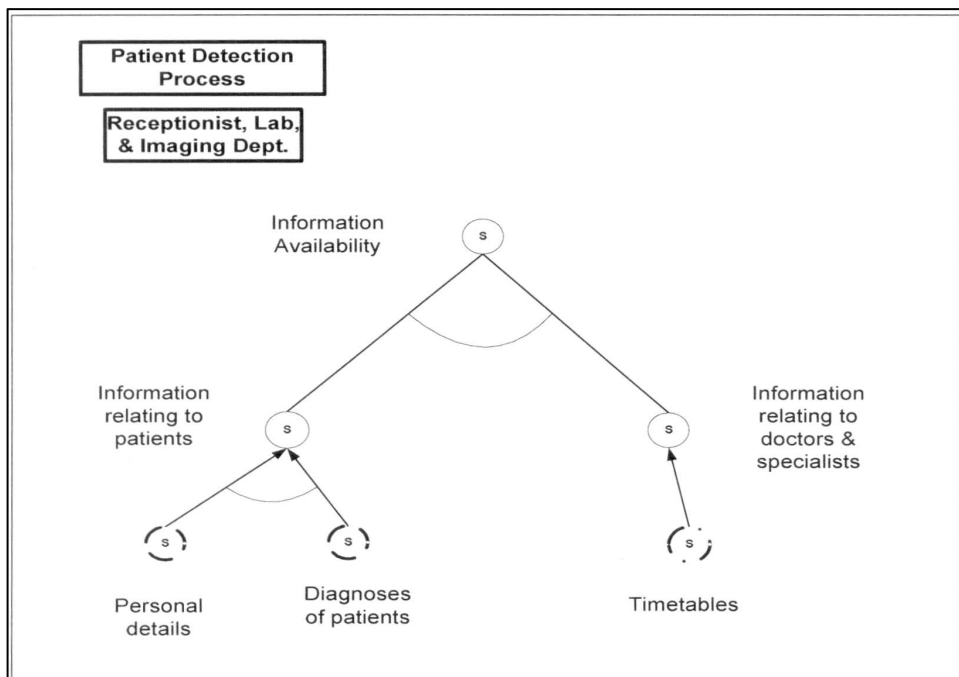 Patient Detection
Process
Receptionist, Lab,
& Imaging Dept.
Information
Availability
s
Information
relating to
patients
s
s
Information
relating to
doctors &
specialists
s
s
s
Personal
details
Diagnoses
of patients
Timetables